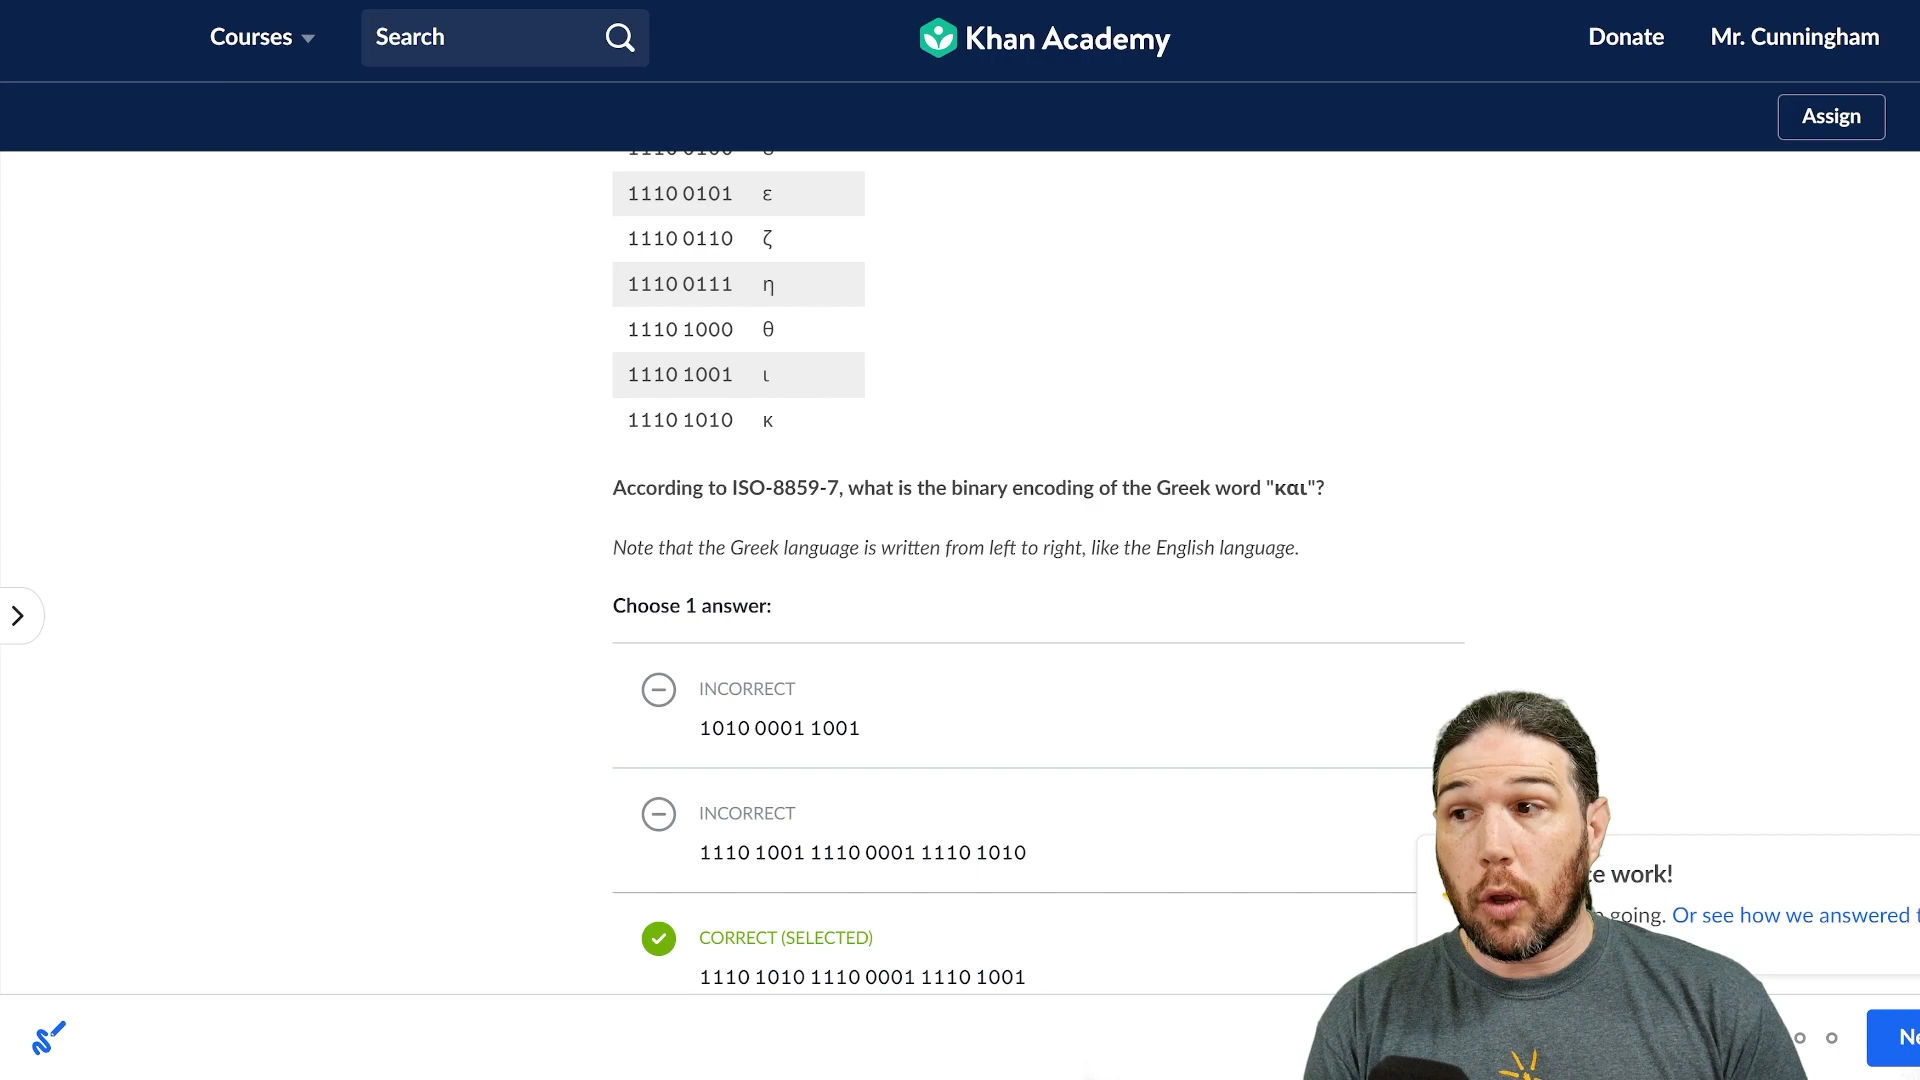 Courses
Search
Khan Academy
Donate
Mr. Cunningham
Assign
1110 0101 ε
1110 0110 ζ
1110 0111 η
1110 1000 θ
1110 1001 ι
1110 1010 κ
According to ISO-8859-7, what is the binary encoding of the Greek word "και"?
Note that the Greek language is written from left to right, like the English language.
Choose 1 answer:
INCORRECT
1010 0001 1001
INCORRECT
1110 1001 1110 0001 1110 1010
CORRECT (SELECTED)
1110 1010 1110 0001 1110 1001
work!
going. Or see how we answered